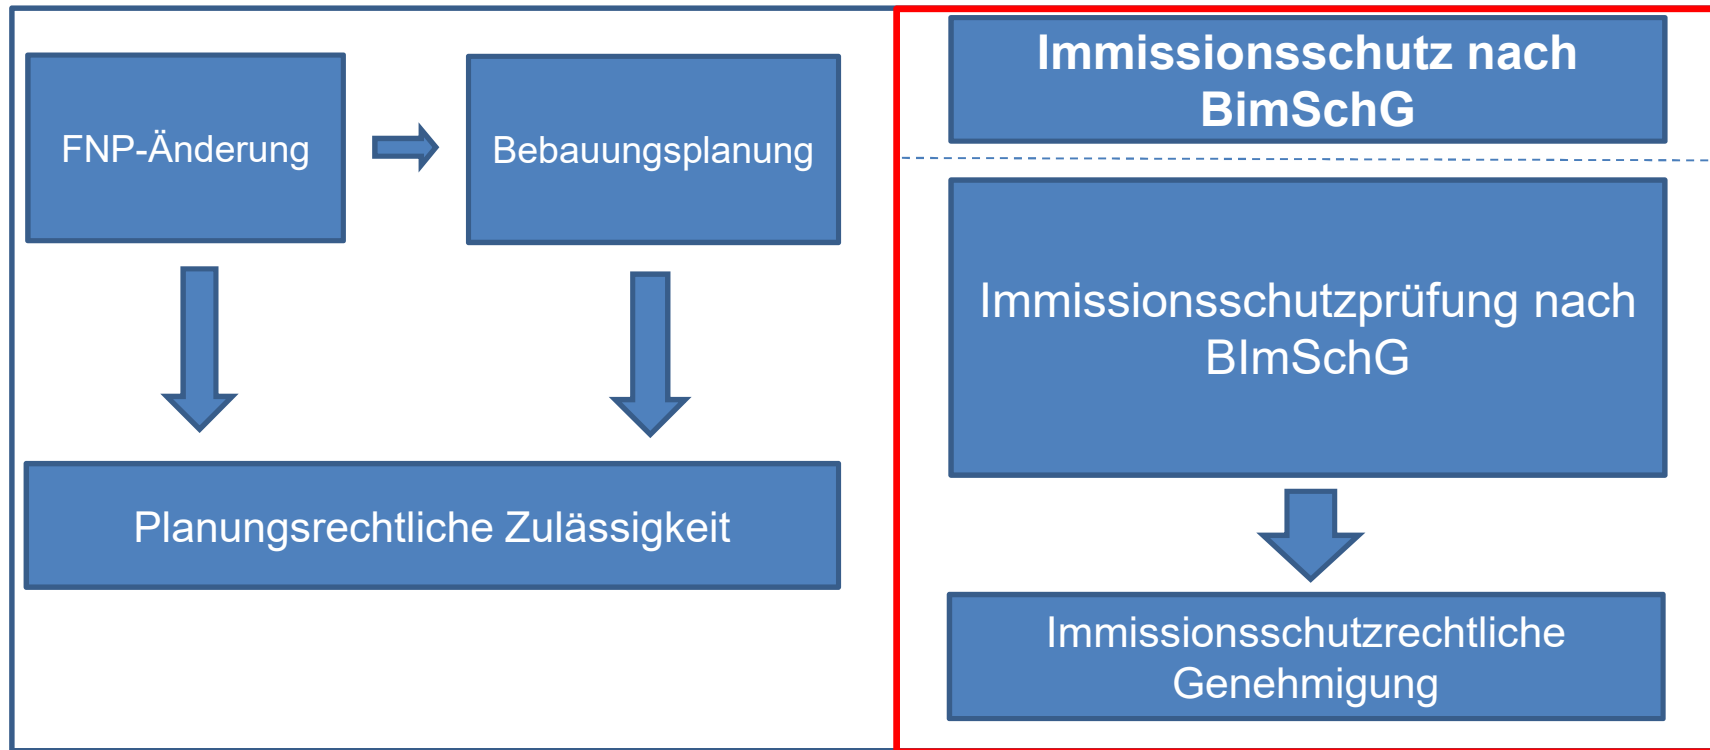 FNP-Änderung
Bebauungsplanung
Planungsrechtliche Zulässigkeit
Immissionsschutz nach
BimSchG
Immissionsschutzprüfung nach
BImSchG
Immissionsschutzrechtliche
Genehmigung